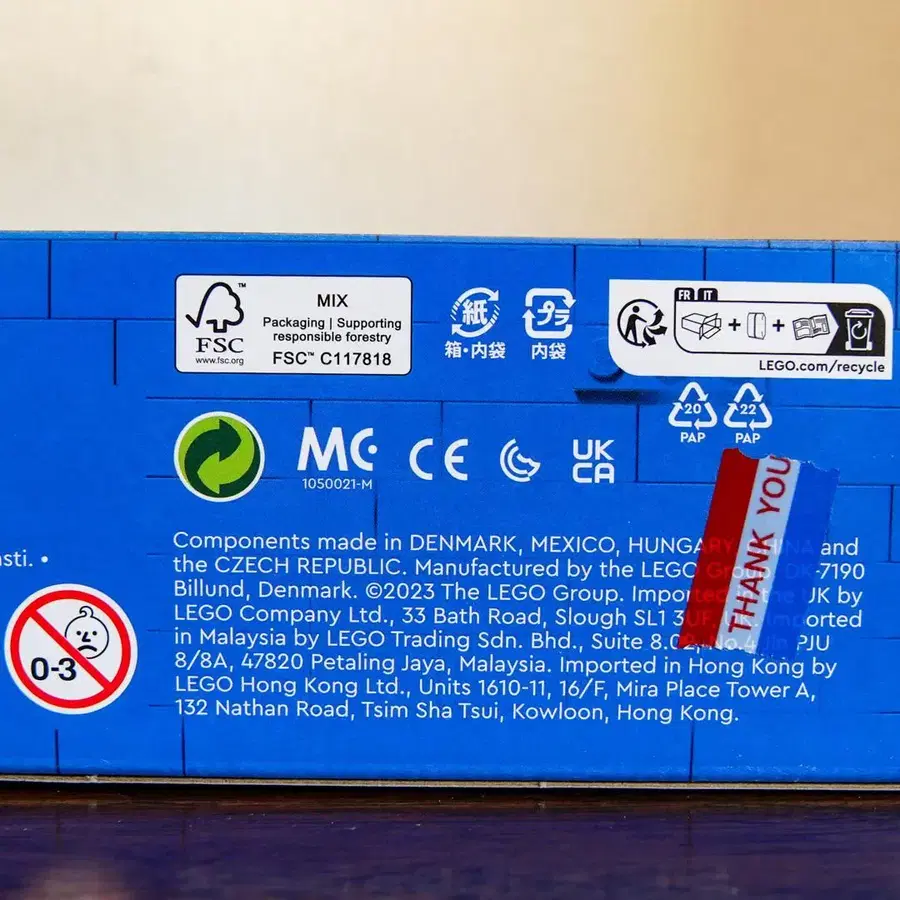 MIX
Packaging | Supporting
responsible forestry
FSC™ C117818
FSC
www.fsc.org
™
紙
箱・内袋
プラ
内袋
FR IT
+ +
LEGO.com/recycle
20
PAP
22
PAP
MC
1050021-M
CE
UK
CA
THANK YOU
Components made in DENMARK, MEXICO, HUNGARY, CHINA and
the CZECH REPUBLIC. Manufactured by the LEGO Group, DK-7190
Billund, Denmark. ©2023 The LEGO Group. Imported in the UK by
LEGO Company Ltd., 33 Bath Road, Slough SL1 3UF, UK. Imported
in Malaysia by LEGO Trading Sdn. Bhd., Suite 8.02, No.4 Jln PJU
8/8A, 47820 Petaling Jaya, Malaysia. Imported in Hong Kong by
LEGO Hong Kong Ltd., Units 1610-11, 16/F, Mira Place Tower A,
132 Nathan Road, Tsim Sha Tsui, Kowloon, Hong Kong.
asti. •
0-3